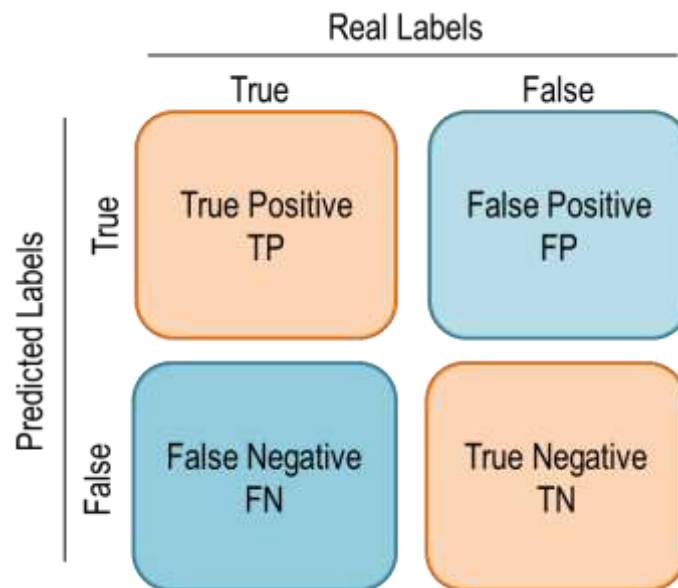 Real Labels
True
False
Predicted Labels
True
True Positive
TP
False Positive
FP
False
False Negative
FN
True Negative
TN